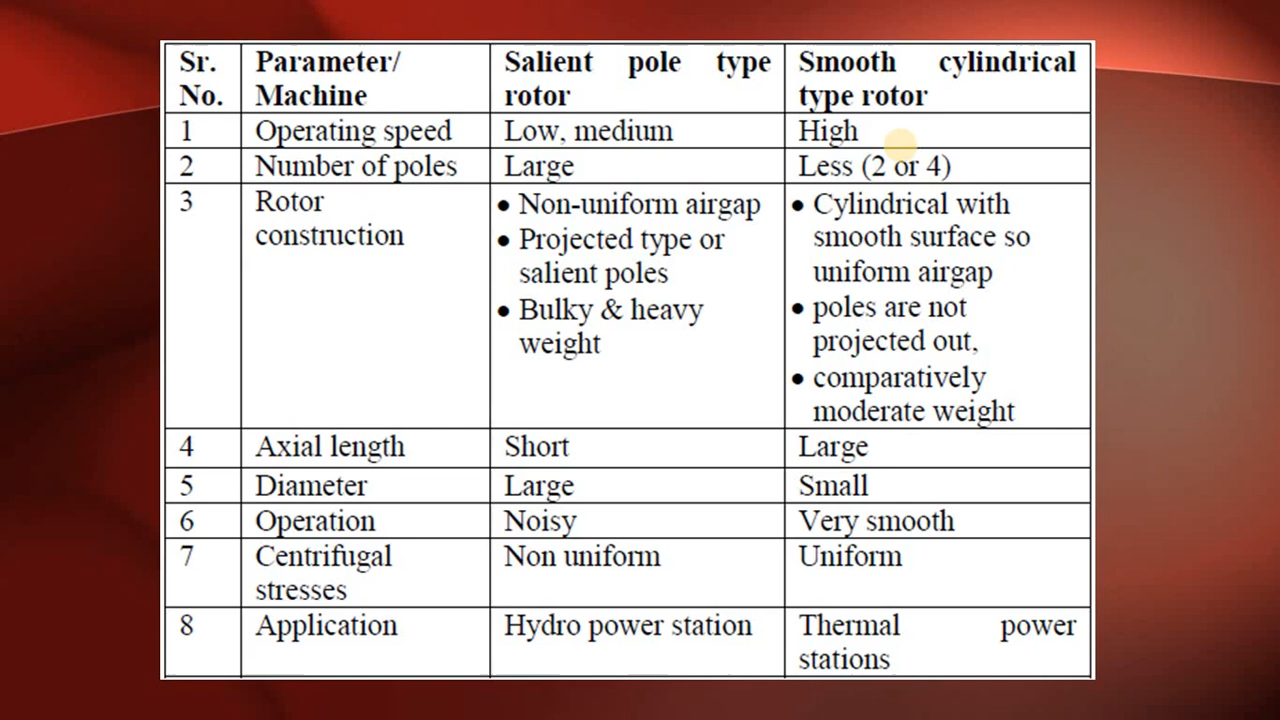 Sr. No. Parameter/ Machine Salient pole type rotor Smooth cylindrical type rotor
1 Operating speed Low, medium High
2 Number of poles Large Less (2 or 4)
3 Rotor construction
• Non-uniform airgap
• Projected type or
salient poles
• Bulky & heavy
weight
• Cylindrical with
smooth surface so
uniform airgap
• poles are not
projected out,
• comparatively
moderate weight
4 Axial length Short Large
5 Diameter Large Small
6 Operation Noisy Very smooth
7 Centrifugal stresses Non uniform Uniform
8 Application Hydro power station Thermal power stations